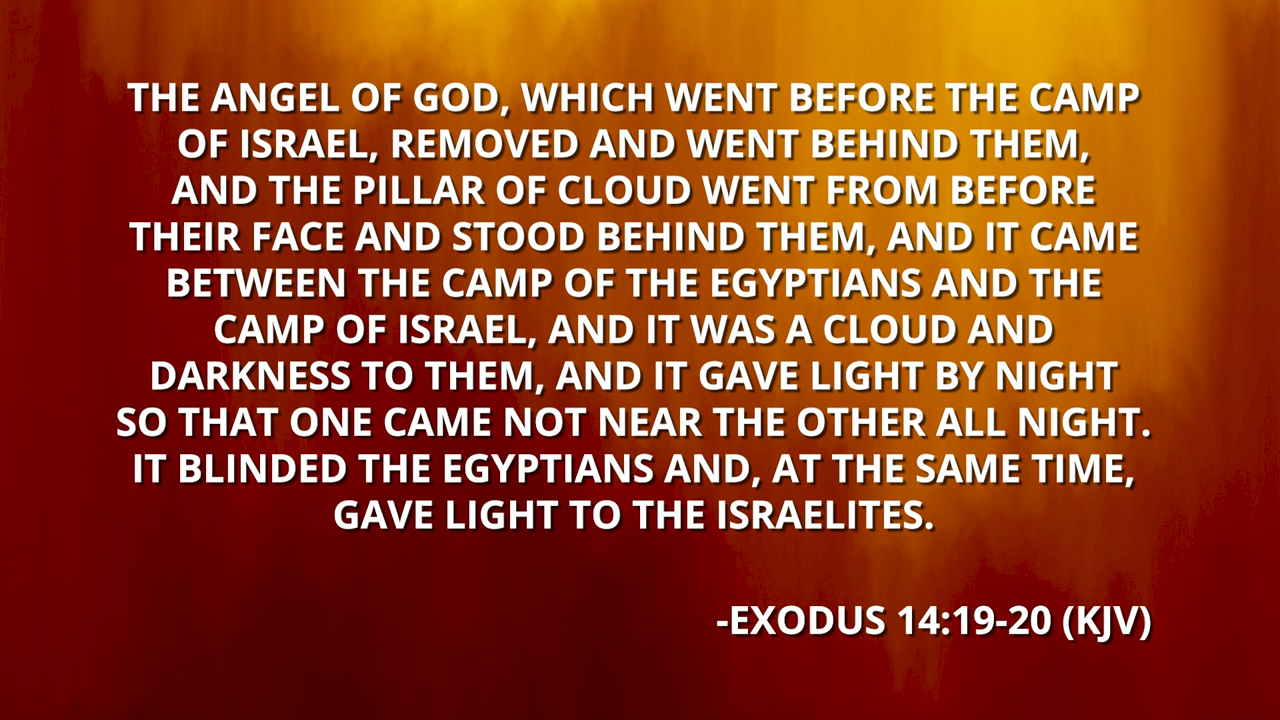 THE ANGEL OF GOD, WHICH WENT BEFORE THE CAMP
OF ISRAEL, REMOVED AND WENT BEHIND THEM,
AND THE PILLAR OF CLOUD WENT FROM BEFORE
THEIR FACE AND STOOD BEHIND THEM, AND IT CAME
BETWEEN THE CAMP OF THE EGYPTIANS AND THE
CAMP OF ISRAEL, AND IT WAS A CLOUD AND
DARKNESS TO THEM, AND IT GAVE LIGHT BY NIGHT
SO THAT ONE CAME NOT NEAR THE OTHER ALL NIGHT.
IT BLINDED THE EGYPTIANS AND, AT THE SAME TIME,
GAVE LIGHT TO THE ISRAELITES.
-EXODUS 14:19-20 (KJV)